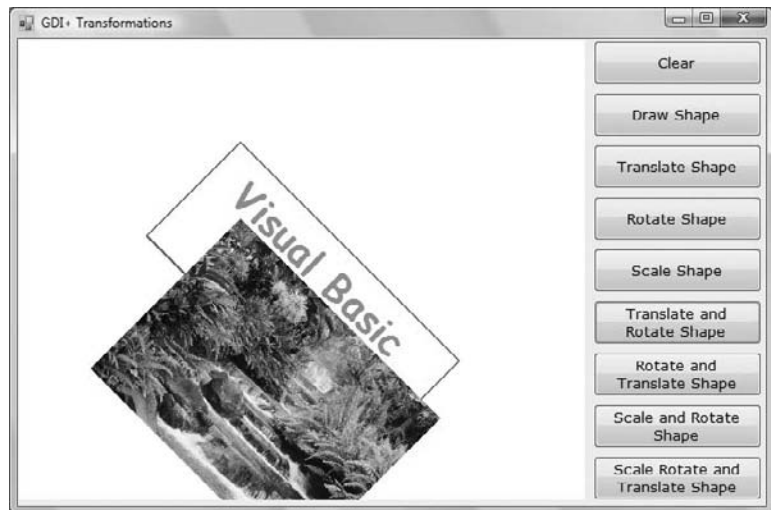 GDI+ Transformations
Clear
Draw Shape
Translate Shape
Rotate Shape
Scale Shape
Translate and
Rotate Shape
Rotate and
Translate Shape
Scale and Rotate
Shape
Scale Rotate and
Translate Shape
Visual Basic